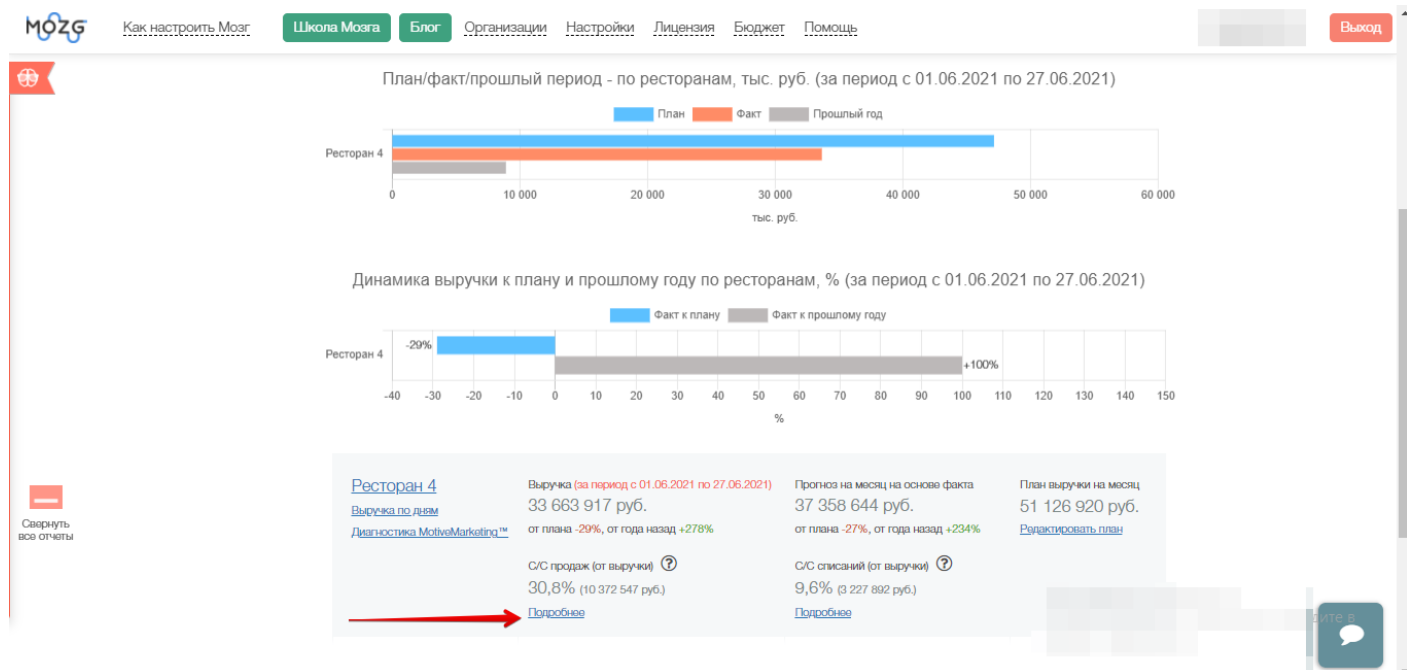 MOZG Как настроить Мозг Школа Мозга Блог Организации Настройки Лицензия Бюджет Помощь Выход
План/факт/прошлый период - по ресторанам, тыс. руб. (за период с 01.06.2021 по 27.06.2021)
План Факт Прошлый год
Ресторан 4
0 10 000 20 000 30 000 40 000 50 000 60 000
тыс. руб.
Динамика выручки к плану и прошлому году по ресторанам, % (за период с 01.06.2021 по 27.06.2021)
Факт к плану Факт к прошлому году
Ресторан 4 -29% +100%
-40 -30 -20 -10 0 10 20 30 40 50 60 70 80 90 100 110 120 130 140 150
%
Свернуть
все отчеты
Ресторан 4
Выручка по дням
Диагностика MotiveMarketing™
Выручка (за период с 01.06.2021 по 27.06.2021)
33 663 917 руб.
от плана -29%, от года назад +278%
Прогноз на месяц на основе факта
37 358 644 руб.
от плана -27%, от года назад +234%
План выручки на месяц
51 126 920 руб.
Редактировать план
С/С продаж (от выручки) ?
30,8% (10 372 547 руб.)
Подробнее
С/С списаний (от выручки) ?
9,6% (3 227 892 руб.)
Подробнее